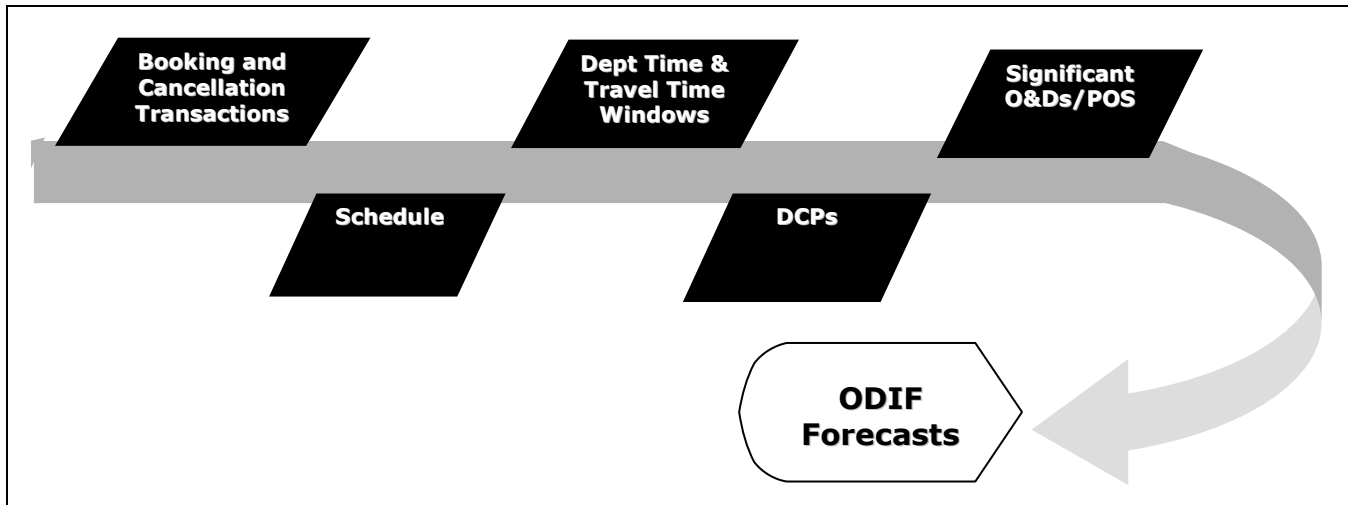 Booking and
Cancellation
Transactions
Dept Time &
Travel Time
Windows
Significant
O&Ds/POS
Schedule
DCPs
ODIF
Forecasts